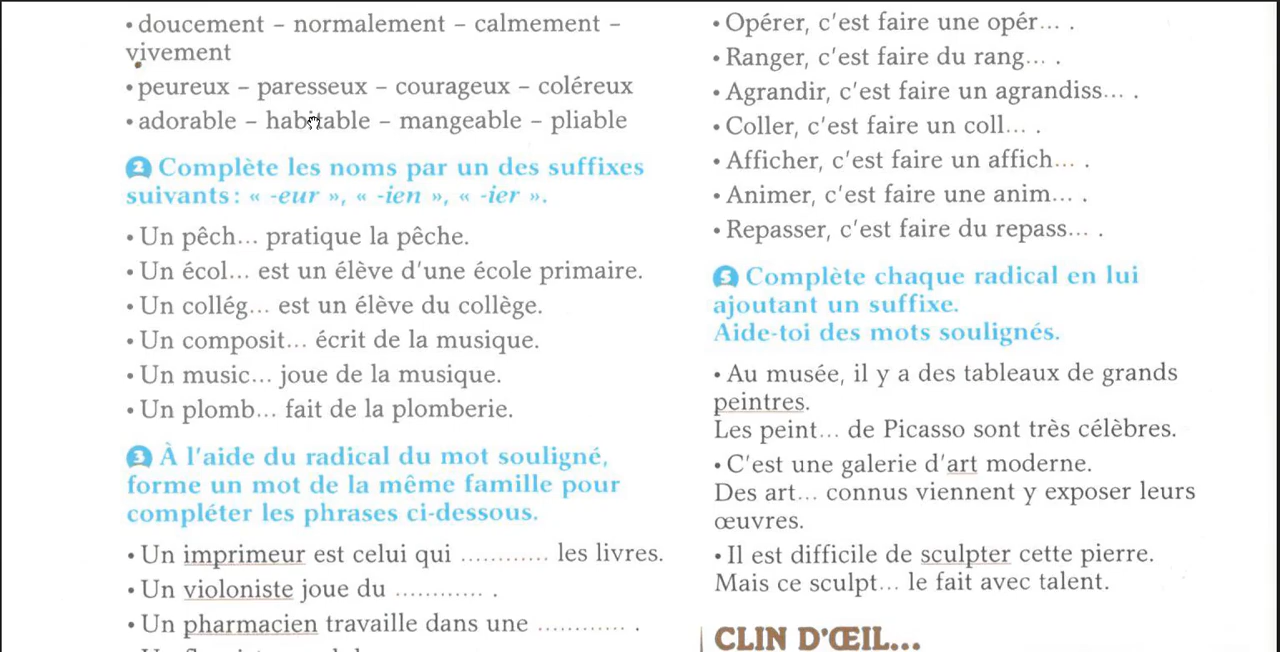 • doucement – normalement – calmement –
vivement
• peureux – paresseux – courageux – coléreux
• adorable – habitable – mangeable – pliable
2 Complète les noms par un des suffixes
suivants : « -eur », « -ien », « -ier ».
• Un pêch... pratique la pêche.
• Un écol... est un élève d'une école primaire.
• Un collég... est un élève du collège.
• Un composit... écrit de la musique.
• Un music... joue de la musique.
• Un plomb... fait de la plomberie.
3 À l'aide du radical du mot souligné,
forme un mot de la même famille pour
compléter les phrases ci-dessous.
• Un imprimeur est celui qui ............ les livres.
• Un violoniste joue du ............ .
• Un pharmacien travaille dans une ............ .
• Opérer, c'est faire une opér... .
• Ranger, c'est faire du rang... .
• Agrandir, c'est faire un agrandiss... .
• Coller, c'est faire un coll... .
• Afficher, c'est faire un affich... .
• Animer, c'est faire une anim... .
• Repasser, c'est faire du repass... .
5 Complète chaque radical en lui
ajoutant un suffixe.
Aide-toi des mots soulignés.
• Au musée, il y a des tableaux de grands
peintres.
Les peint... de Picasso sont très célèbres.
• C'est une galerie d'art moderne.
Des art... connus viennent y exposer leurs
œuvres.
• Il est difficile de sculpter cette pierre.
Mais ce sculpt... le fait avec talent.
CLIN D'ŒIL...